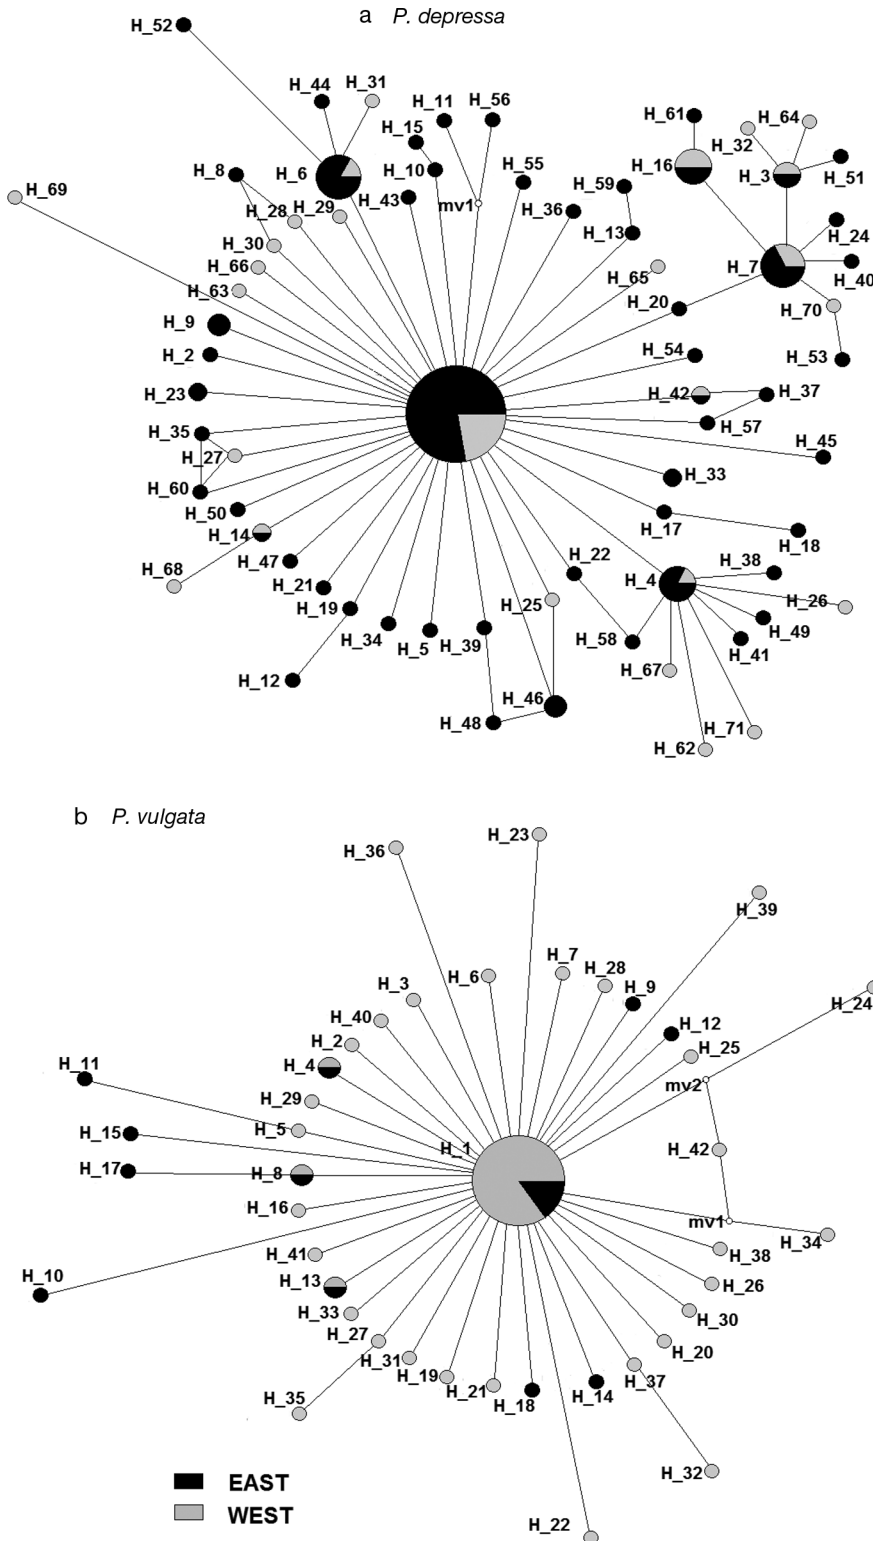 a P. depressa
H_52
H_44
H_31
H_11
H_56
H_15
H_61
H_64
H_32
H_8
H_6
H_10
H_55
H_16
H_3
H_51
H_69
H_43
mv1
H_59
H_28
H_29
H_36
H_13
H_24
H_30
H_66
H_65
H_7
H_40
H_63
H_20
H_70
H_9
H_2
H_54
H_53
H_23
H_42
H_37
H_35
H_57
H_27
H_45
H_60
H_33
H_50
H_17
H_14
H_18
H_68
H_47
H_22
H_38
H_21
H_4
H_19
H_25
H_26
H_34
H_5
H_39
H_58
H_49
H_41
H_12
H_67
H_46
H_48
H_71
H_62
b P. vulgata
H_36
H_23
H_39
H_7
H_28
H_6
H_3
H_9
H_24
H_40
H_12
H_2
H_25
H_11
H_4
mv2
H_29
H_15
H_5
H_1
H_42
H_17
H_8
H_16
mv1
H_34
H_41
H_38
H_10
H_13
H_26
H_33
H_30
H_27
H_20
H_31
H_19
H_37
H_21
H_18
H_14
H_35
H_32
EAST
WEST
H_22